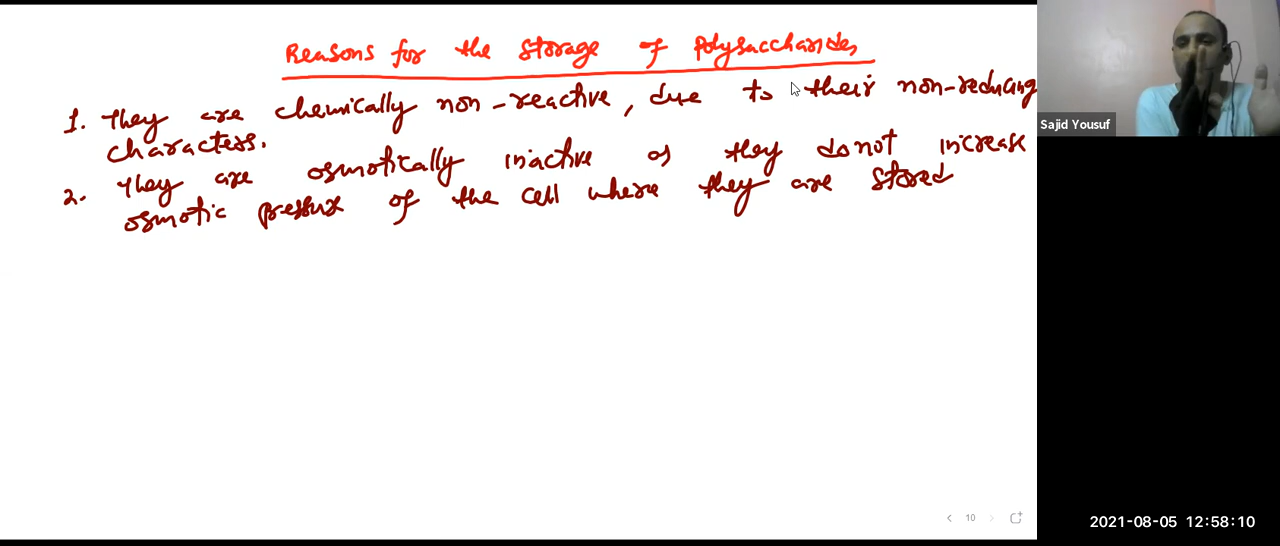 Reasons for the Storage of Polysaccharides
1. They are chemically non-reactive, due to their non-reducing
characters.
2. They are osmotically inactive as they do not increase
osmotic pressure of the cell where they are stored
Sajid Yousuf
10
2021-08-05 12:58:10